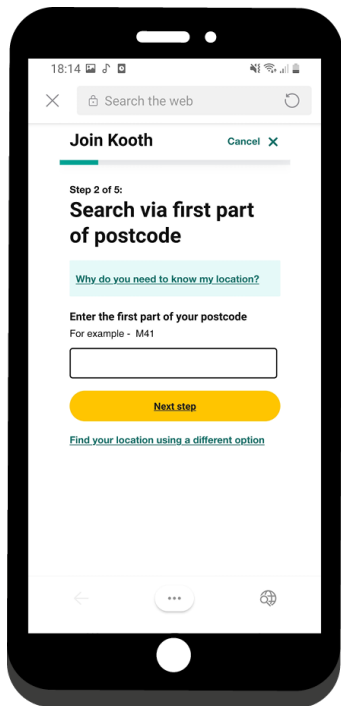 18:14
Search the web
Join Kooth
Cancel X
Step 2 of 5:
Search via first part
of postcode
Why do you need to know my location?
Enter the first part of your postcode
For example - M41
Next step
Find your location using a different option